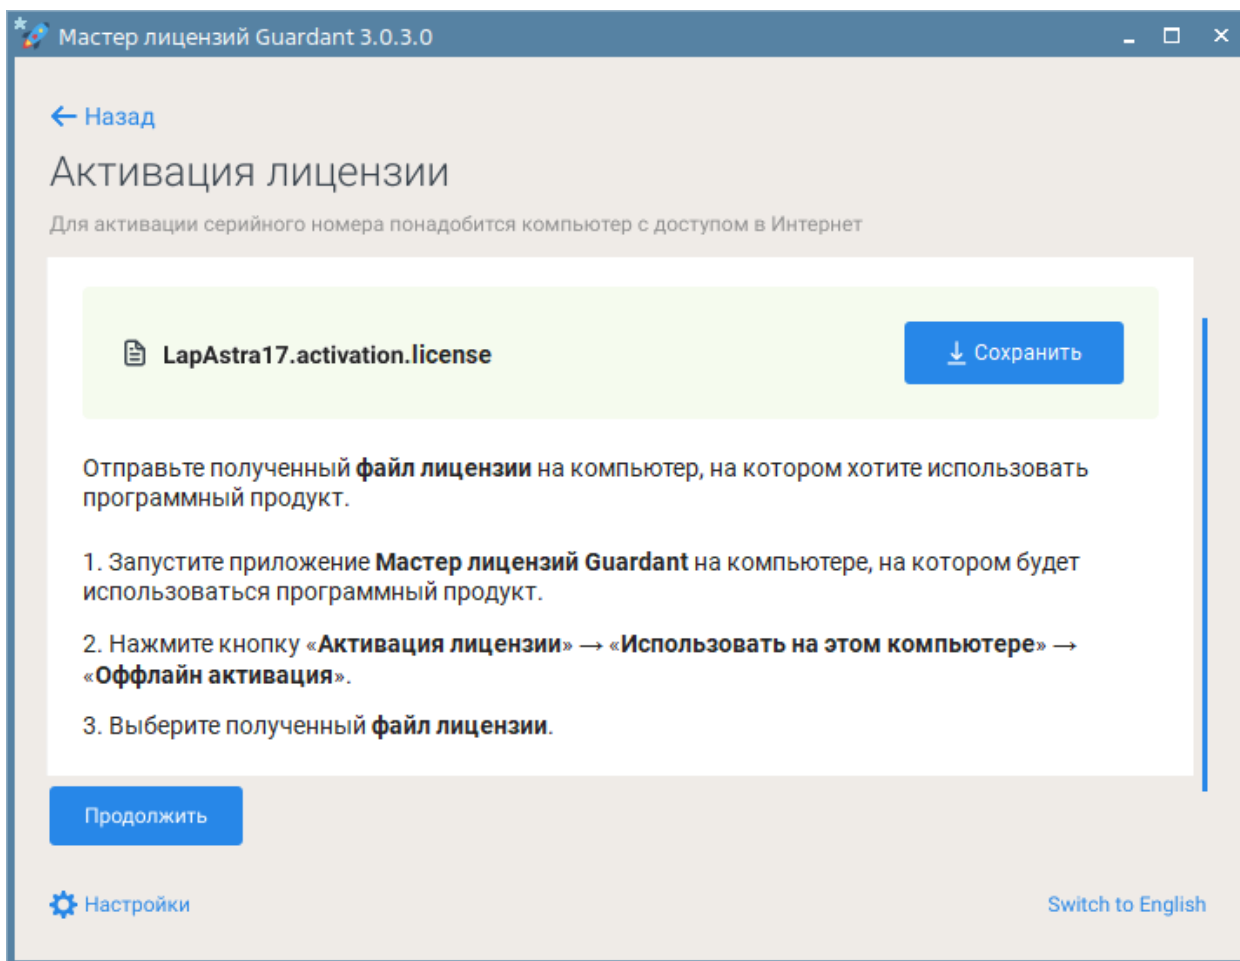 Мастер лицензий Guardant 3.0.3.0
Назад
Активация лицензии
Для активации серийного номера понадобится компьютер с доступом в Интернет
LapAstra17.activation.license
Сохранить
Отправьте полученный файл лицензии на компьютер, на котором хотите использовать
программный продукт.
1. Запустите приложение Мастер лицензий Guardant на компьютере, на котором будет
использоваться программный продукт.
2. Нажмите кнопку «Активация лицензии» → «Использовать на этом компьютере» →
«Оффлайн активация».
3. Выберите полученный файл лицензии.
Продолжить
Настройки
Switch to English